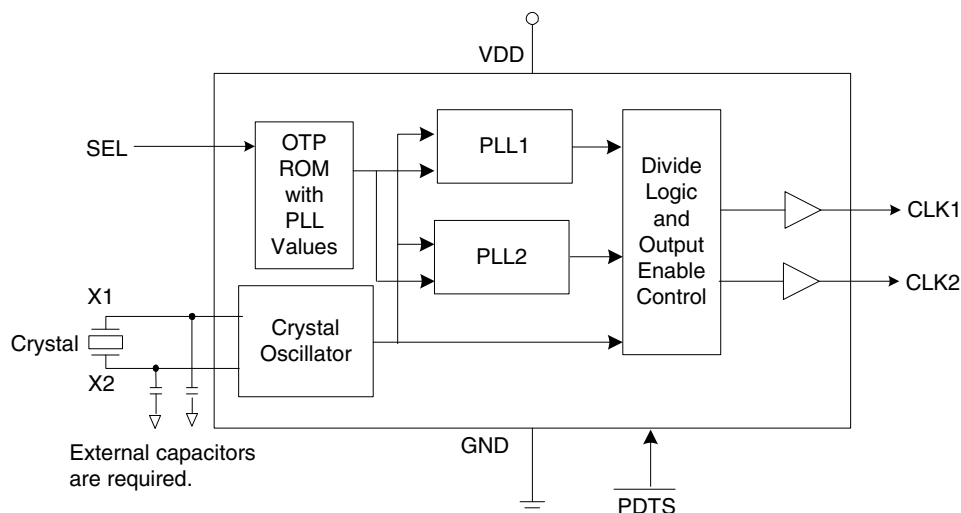 VDD
SEL
OTP
ROM
with
PLL
Values
PLL1
PLL2
Divide
Logic
and
Output
Enable
Control
CLK1
CLK2
X1
Crystal
X2
Crystal
Oscillator
External capacitors
are required.
GND
PDTS